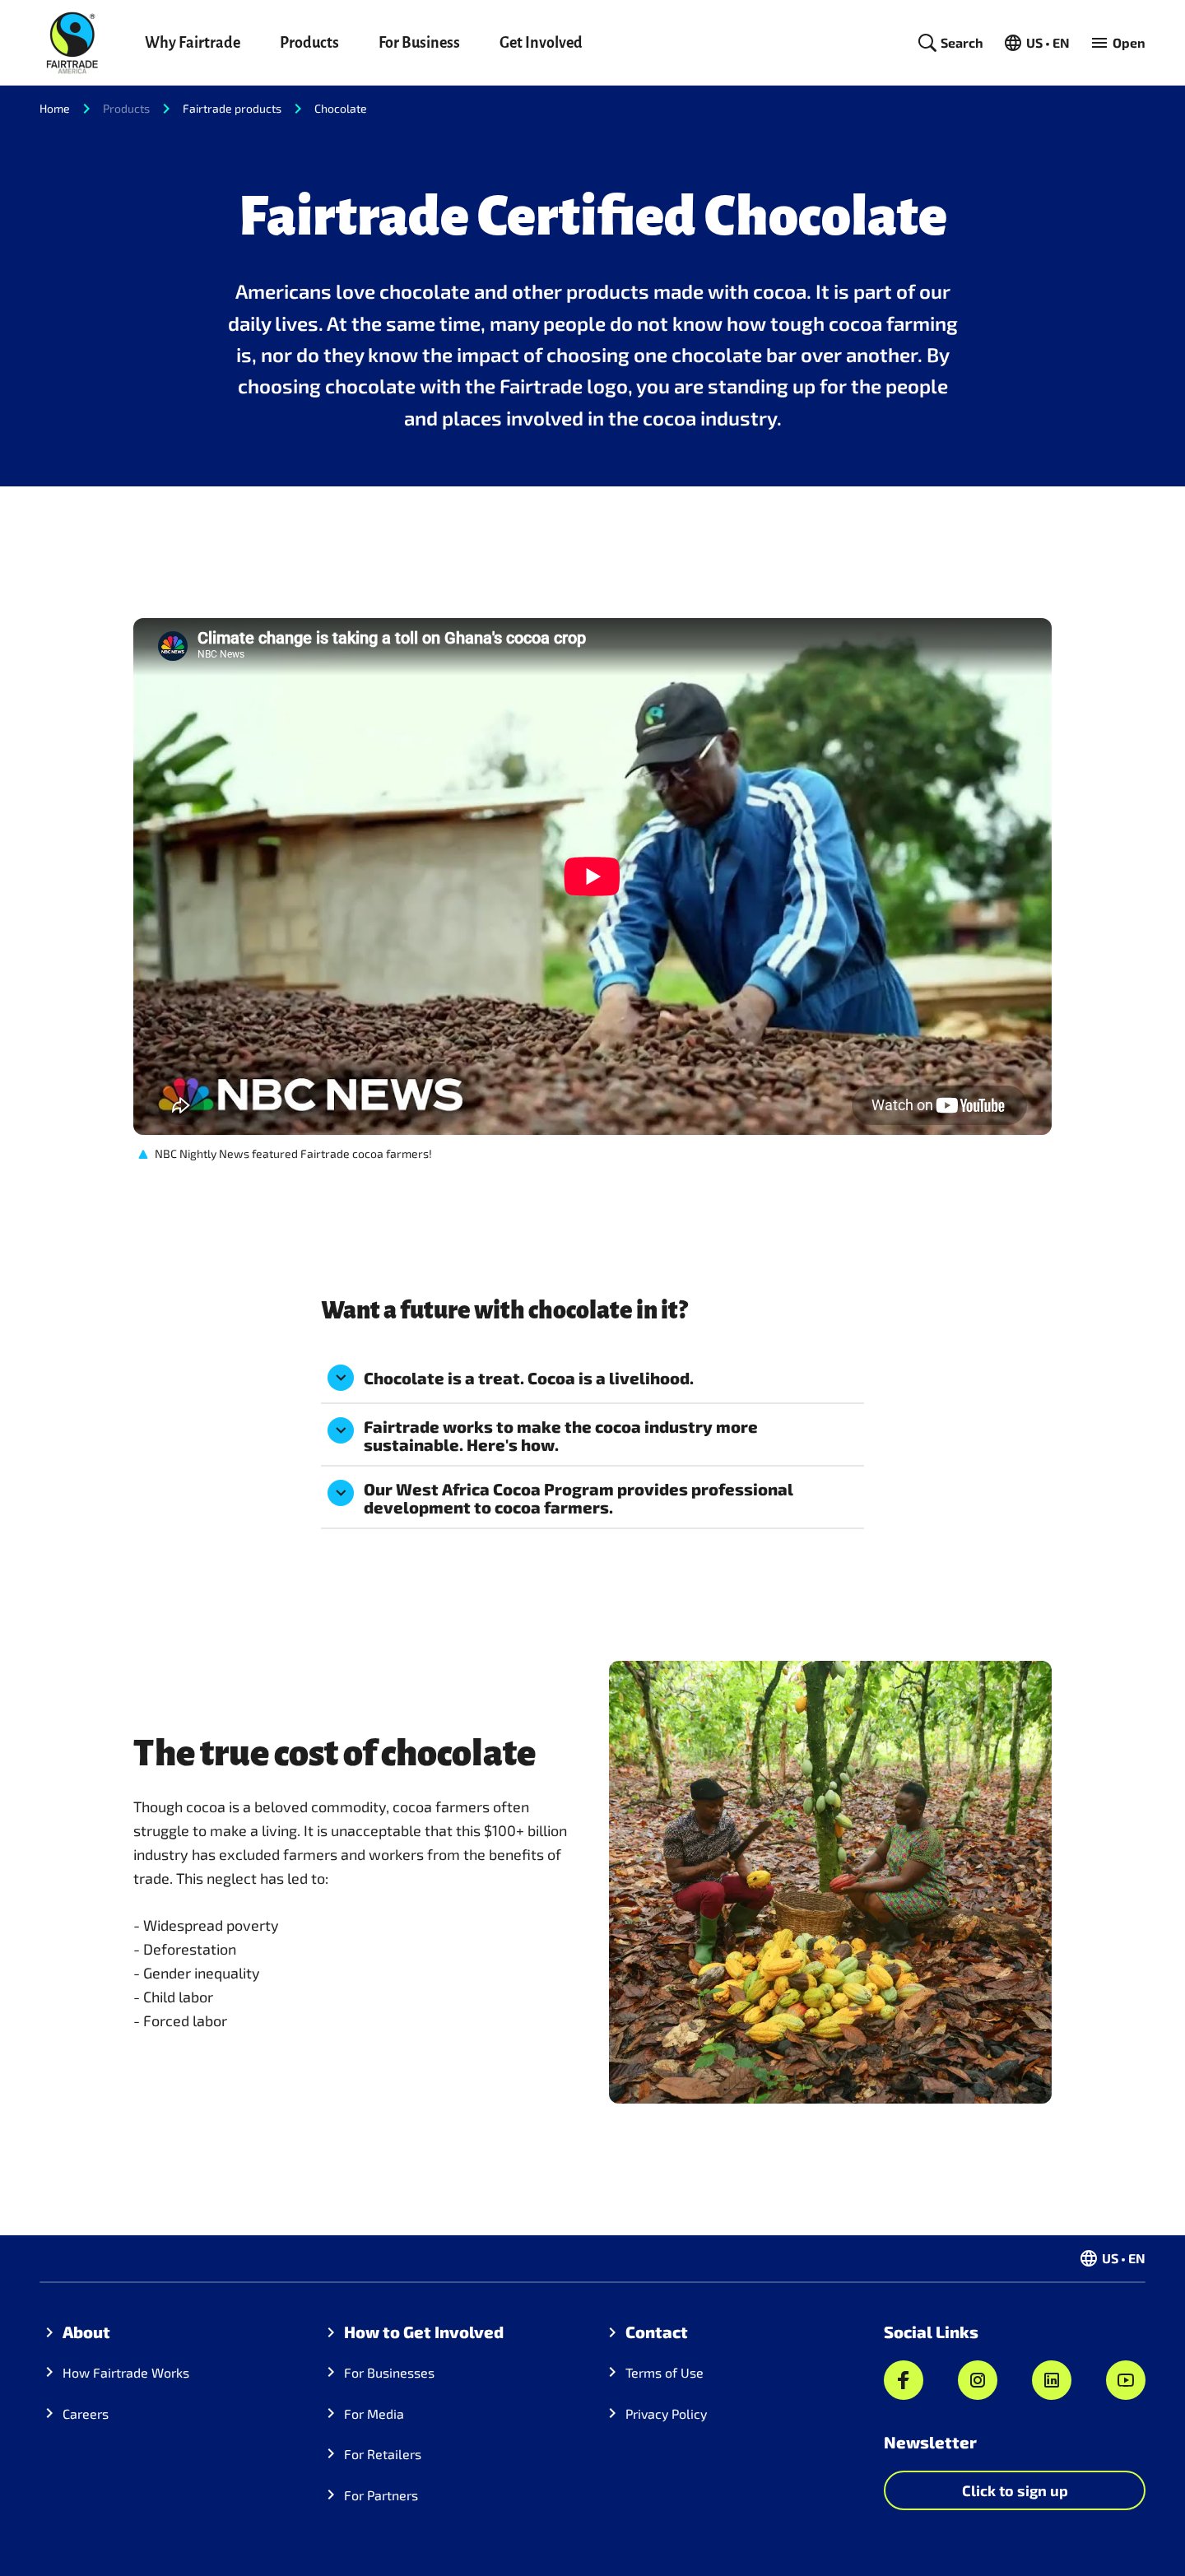 FAIRTRADE
AMERICA
Why Fairtrade
Products
For Business
Get Involved
Search
US • EN
Open
Home
Products
Fairtrade products
Chocolate
Fairtrade Certified Chocolate
Americans love chocolate and other products made with cocoa. It is part of our
daily lives. At the same time, many people do not know how tough cocoa farming
is, nor do they know the impact of choosing one chocolate bar over another. By
choosing chocolate with the Fairtrade logo, you are standing up for the people
and places involved in the cocoa industry.
NBC NEWS
Climate change is taking a toll on Ghana's cocoa crop
NBC News
NBC NEWS
Watch on YouTube
NBC Nightly News featured Fairtrade cocoa farmers!
Want a future with chocolate in it?
Chocolate is a treat. Cocoa is a livelihood.
Fairtrade works to make the cocoa industry more
sustainable. Here's how.
Our West Africa Cocoa Program provides professional
development to cocoa farmers.
The true cost of chocolate
Though cocoa is a beloved commodity, cocoa farmers often
struggle to make a living. It is unacceptable that this $100+ billion
industry has excluded farmers and workers from the benefits of
trade. This neglect has led to:
- Widespread poverty
- Deforestation
- Gender inequality
- Child labor
- Forced labor
US • EN
About
How Fairtrade Works
Careers
How to Get Involved
For Businesses
For Media
For Retailers
For Partners
Contact
Terms of Use
Privacy Policy
Social Links
Newsletter
Click to sign up